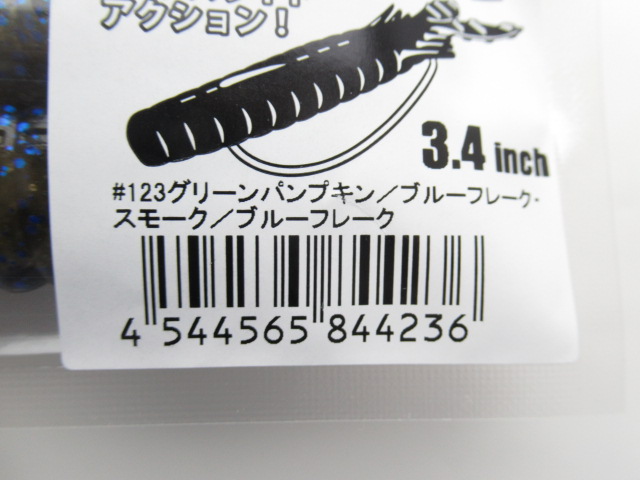 アクション!
3.4 inch
#123グリーンパンプキン/ブルーフレーク・
スモーク/ブルーフレーク
4 544565 844236